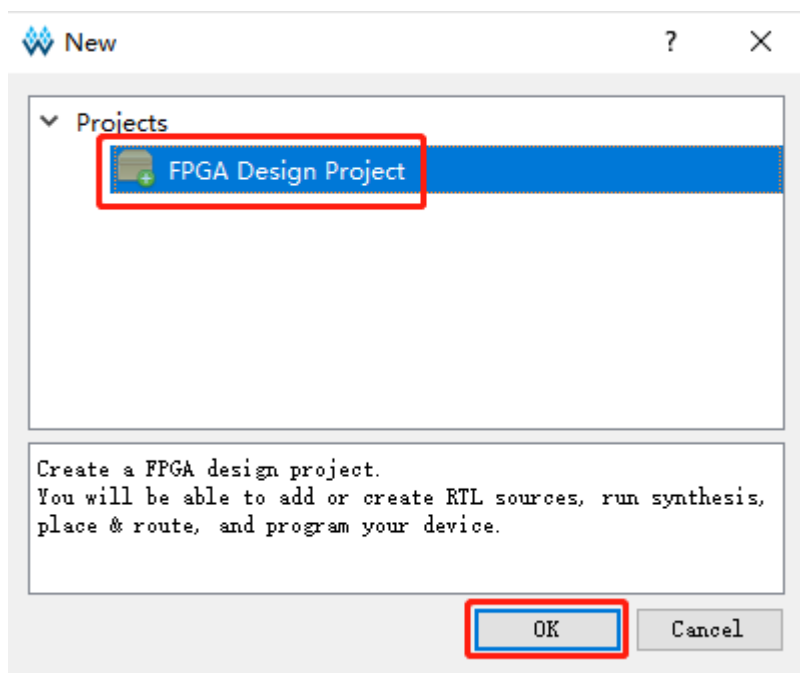 New
Projects
FPGA Design Project
Create a FPGA design project.
You will be able to add or create RTL sources, run synthesis,
place & route, and program your device.
OK Cancel